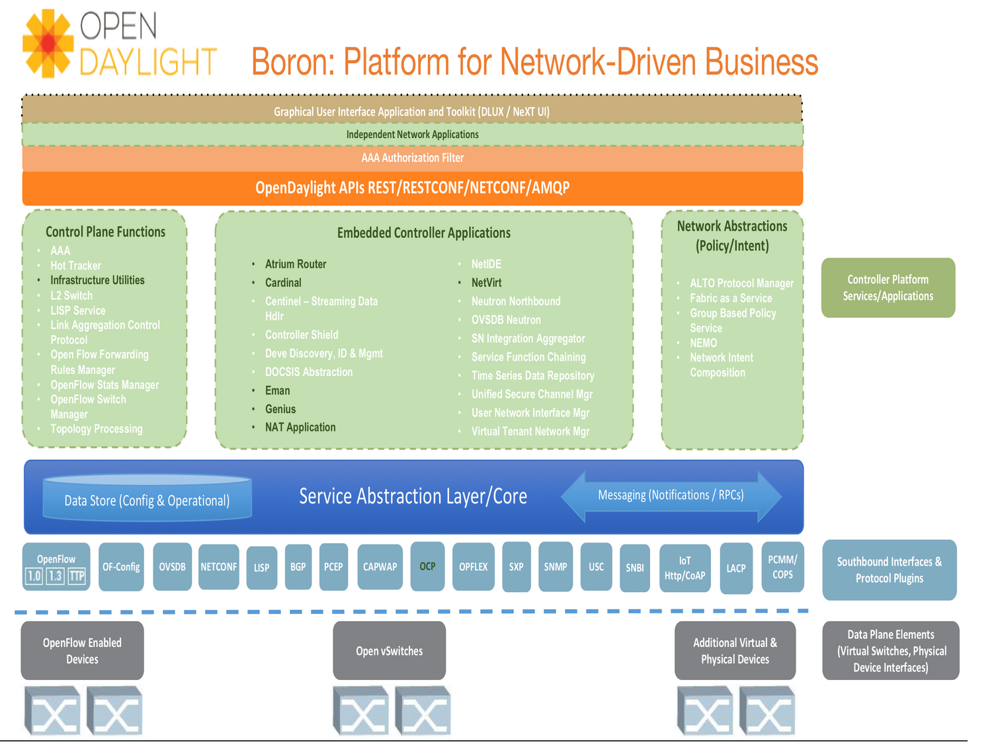 OPEN
DAYLIGHT
Boron: Platform for Network-Driven Business
Graphical User Interface Application and Toolkit (DLUX / NeXT UI)
Independent Network Applications
AAA Authorization Filter
OpenDaylight APIs REST/RESTCONF/NETCONF/AMQP
Control Plane Functions
• AAA
• Hot Tracker
• Infrastructure Utilities
• L2 Switch
• LISP Service
• Link Aggregation Control
Protocol
• Open Flow Forwarding
Rules Manager
• OpenFlow Stats Manager
• OpenFlow Switch
Manager
• Topology Processing
Embedded Controller Applications
• Atrium Router
• Cardinal
• Centinel – Streaming Data
Hdlr
• Controller Shield
• Deve Discovery, ID & Mgmt
• DOCSIS Abstraction
• Eman
• Genius
• NAT Application
• NetIDE
• NetVirt
• Neutron Northbound
• OVSDB Neutron
• SN Integration Aggregator
• Service Function Chaining
• Time Series Data Repository
• Unified Secure Channel Mgr
• User Network Interface Mgr
• Virtual Tenant Network Mgr
Network Abstractions
(Policy/Intent)
• ALTO Protocol Manager
• Fabric as a Service
• Group Based Policy
Service
• NEMO
• Network Intent
Composition
Controller Platform
Services/Applications
Data Store (Config & Operational)
Service Abstraction Layer/Core
Messaging (Notifications / RPCs)
OpenFlow
1.0 1.3 TTP
OF-Config
OVSDB
NETCONF
LISP
BGP
PCEP
CAPWAP
OCP
OPFLEX
SXP
SNMP
USC
SNBI
IoT
Http/CoAP
LACP
PCMM/
COPS
Southbound Interfaces &
Protocol Plugins
OpenFlow Enabled
Devices
Open vSwitches
Additional Virtual &
Physical Devices
Data Plane Elements
(Virtual Switches, Physical
Device Interfaces)